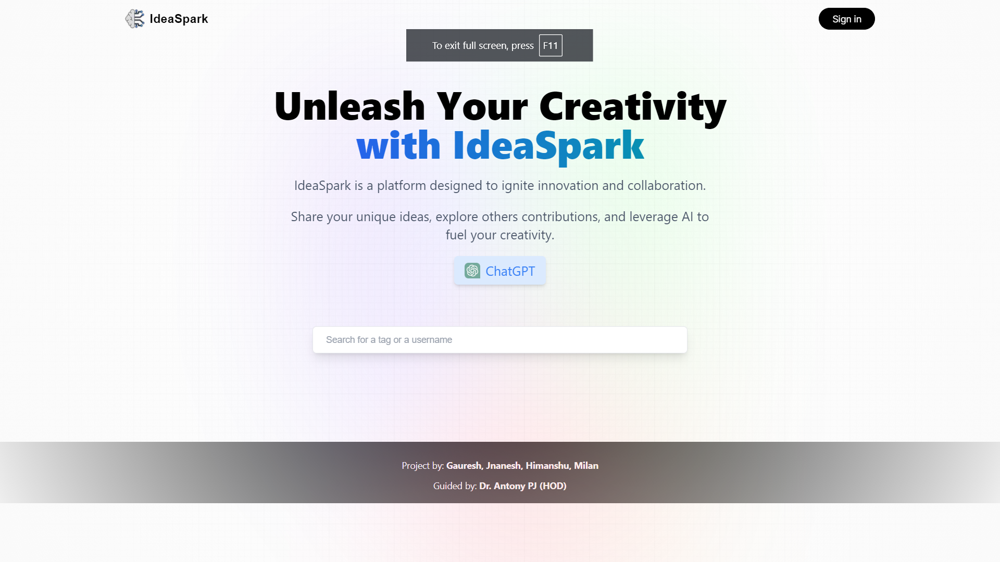 IdeaSpark
Sign in
To exit full screen, press F11
Unleash Your Creativity
with IdeaSpark
IdeaSpark is a platform designed to ignite innovation and collaboration.
Share your unique ideas, explore others contributions, and leverage AI to
fuel your creativity.
ChatGPT
Search for a tag or a username
Project by: Gauresh, Jnanesh, Himanshu, Milan
Guided by: Dr. Antony PJ (HOD)